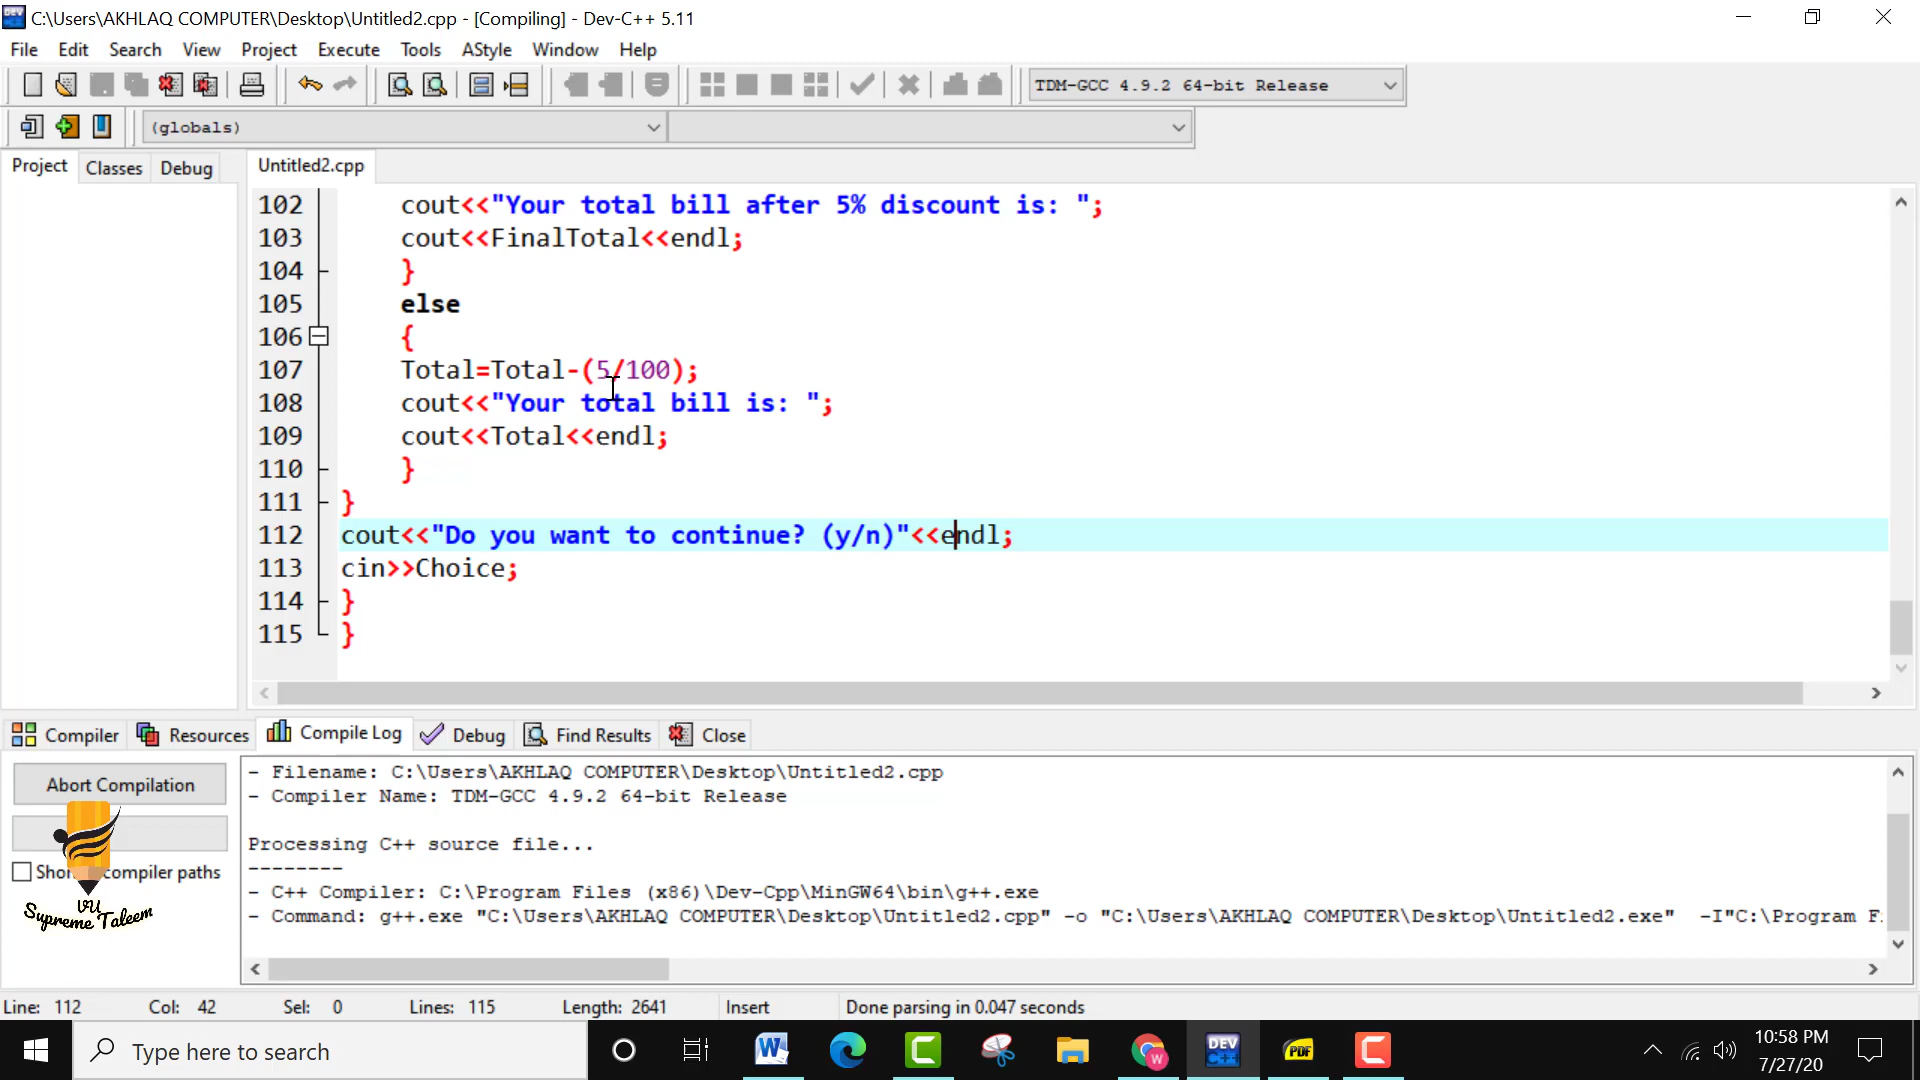 C:\Users\AKHLAQ COMPUTER\Desktop\Untitled2.cpp - [Compiling] - Dev-C++ 5.11
File Edit Search View Project Execute Tools AStyle Window Help
TDM-GCC 4.9.2 64-bit Release
(globals)
Project Classes Debug Untitled2.cpp
102 cout<<"Your total bill after 5% discount is: ";
103 cout<<FinalTotal<<endl;
104 }
105 else
106 {
107 Total=Total-(5/100);
108 cout<<"Your total bill is: ";
109 cout<<Total<<endl;
110 }
111 }
112 cout<<"Do you want to continue? (y/n)"<<endl;
113 cin>>Choice;
114 }
115 }
Compiler Resources Compile Log Debug Find Results Close
Abort Compilation
compiler paths
VU
Supreme Taleem
- Filename: C:\Users\AKHLAQ COMPUTER\Desktop\Untitled2.cpp
- Compiler Name: TDM-GCC 4.9.2 64-bit Release
Processing C++ source file...
--------
- C++ Compiler: C:\Program Files (x86)\Dev-Cpp\MinGW64\bin\g++.exe
- Command: g++.exe "C:\Users\AKHLAQ COMPUTER\Desktop\Untitled2.cpp" -o "C:\Users\AKHLAQ COMPUTER\Desktop\Untitled2.exe" -I"C:\Program
Line: 112 Col: 42 Sel: 0 Lines: 115 Length: 2641 Insert Done parsing in 0.047 seconds
Type here to search
W
W
DEV
C++
PDF
10:58 PM
7/27/20